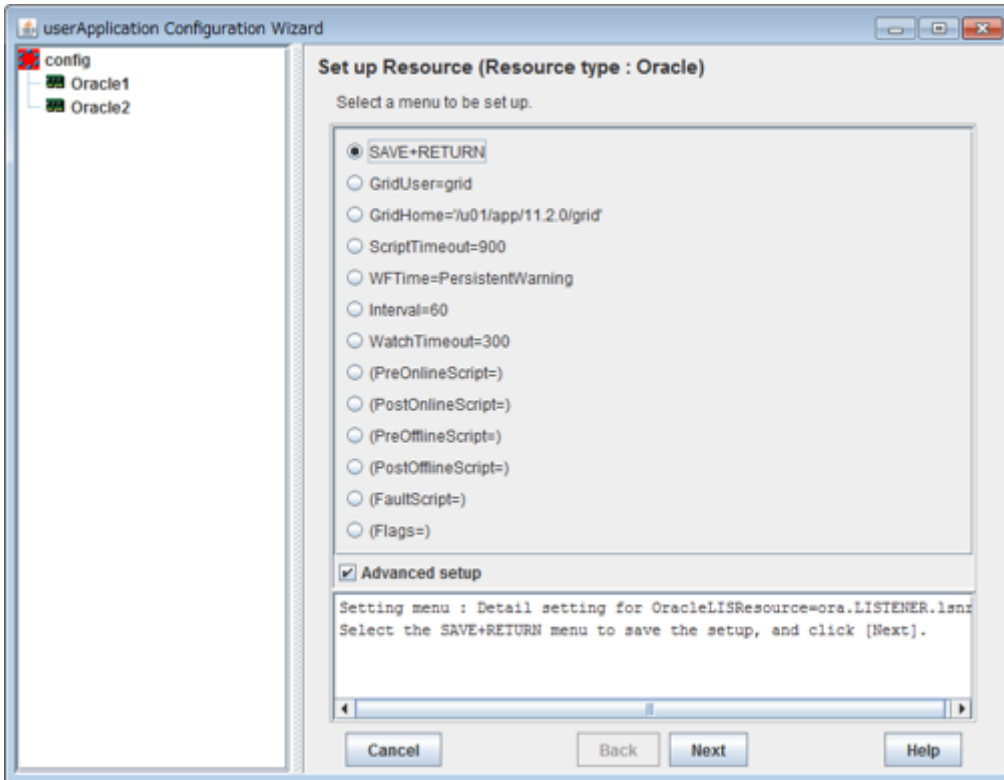 userApplication Configuration Wizard
config
Oracle1
Oracle2
Set up Resource (Resource type : Oracle)
Select a menu to be set up.
SAVE+RETURN
GridUser=grid
GridHome='/u01/app/11.2.0/grid'
ScriptTimeout=900
WFTime=PersistentWarning
Interval=60
WatchTimeout=300
(PreOnlineScript=)
(PostOnlineScript=)
(PreOfflineScript=)
(PostOfflineScript=)
(FaultScript=)
(Flags=)
Advanced setup
Setting menu : Detail setting for OracleLISResource=ora.LISTENER.lsnr
Select the SAVE+RETURN menu to save the setup, and click [Next].
Cancel Back Next Help